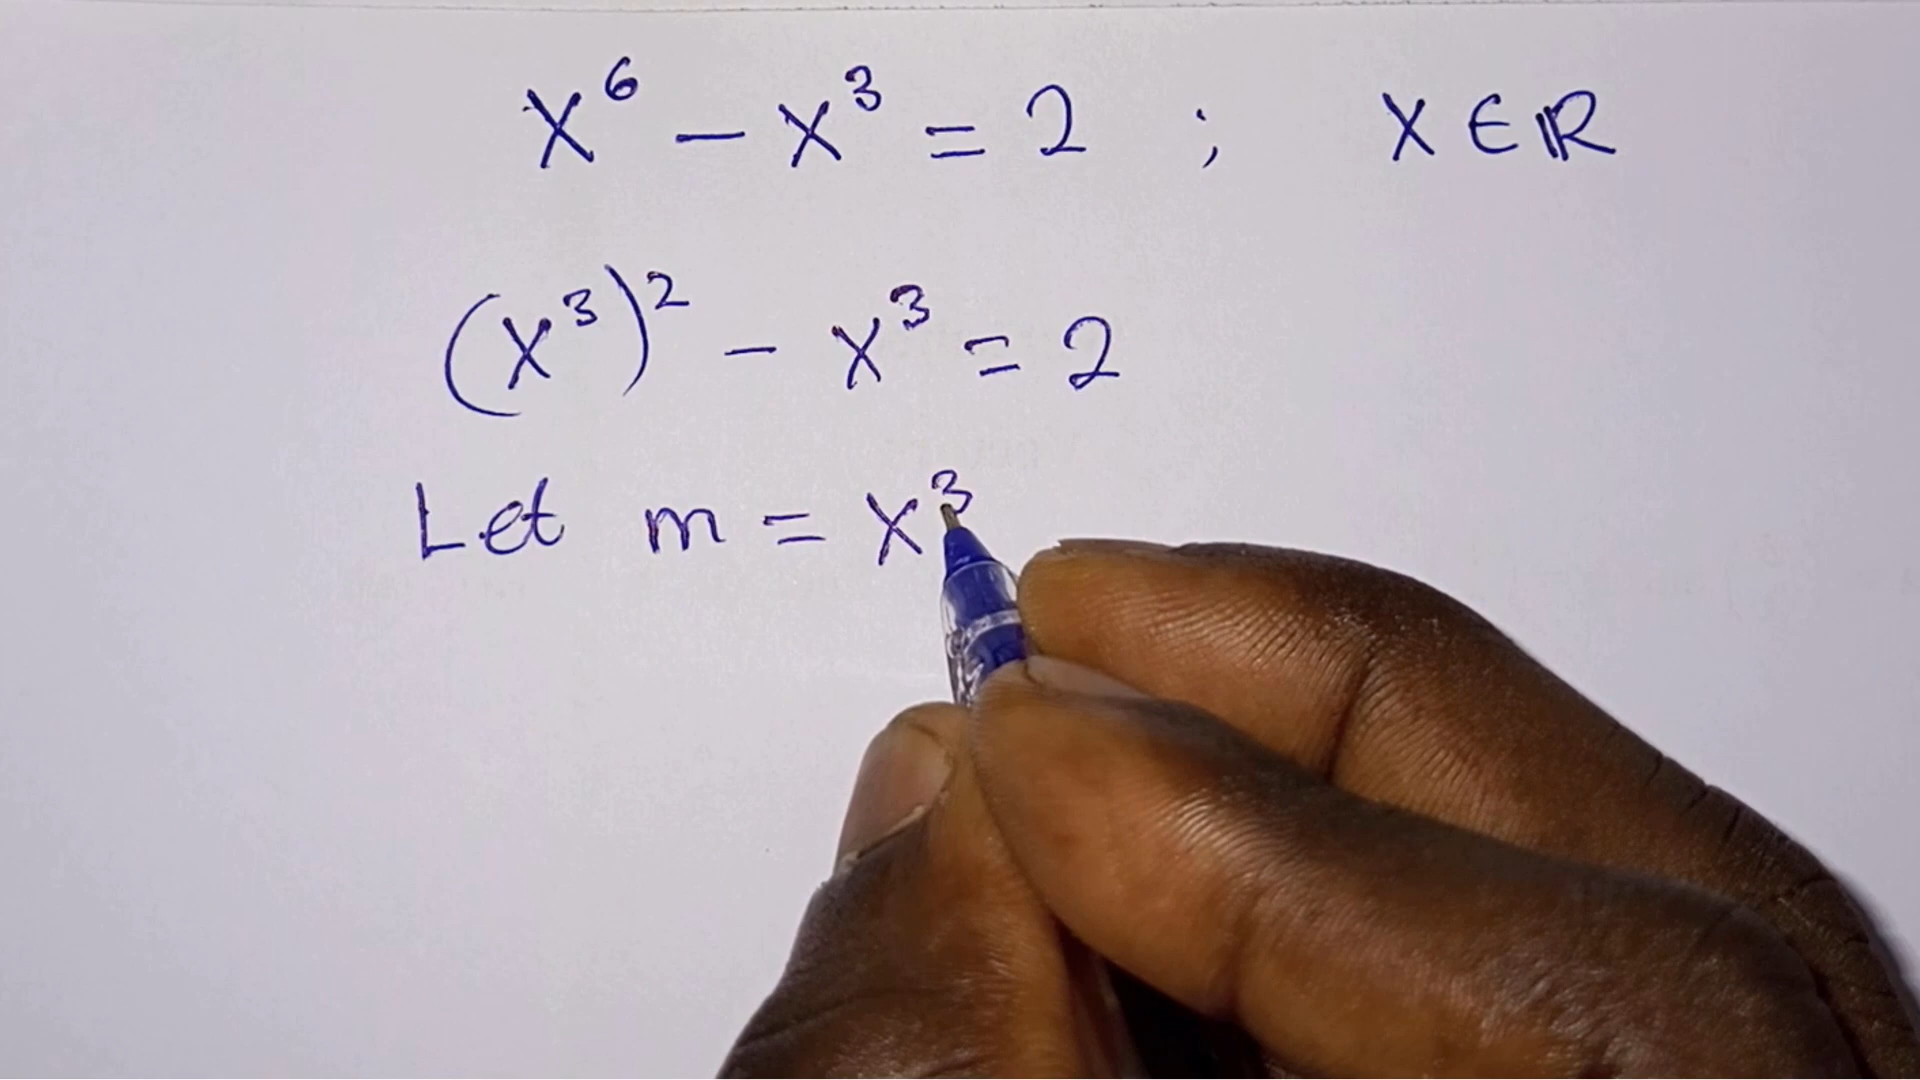 x⁶ - x³ = 2 ; x ∈ ℝ
(x³)² - x³ = 2
Let m = x³